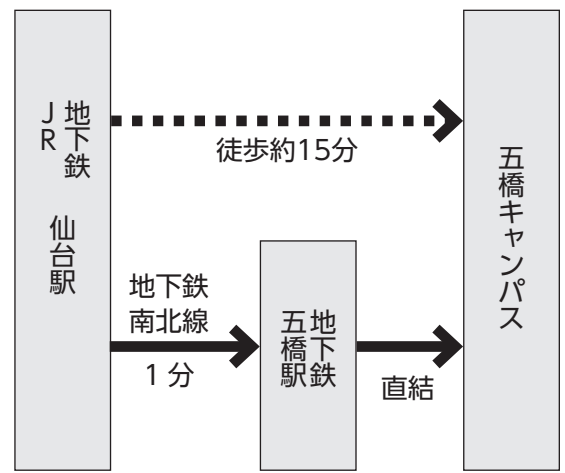 地下鉄
JR
仙台駅
徒歩約15分
地下鉄
南北線
1分
地下鉄
五橋駅
直結
五橋キャンパス